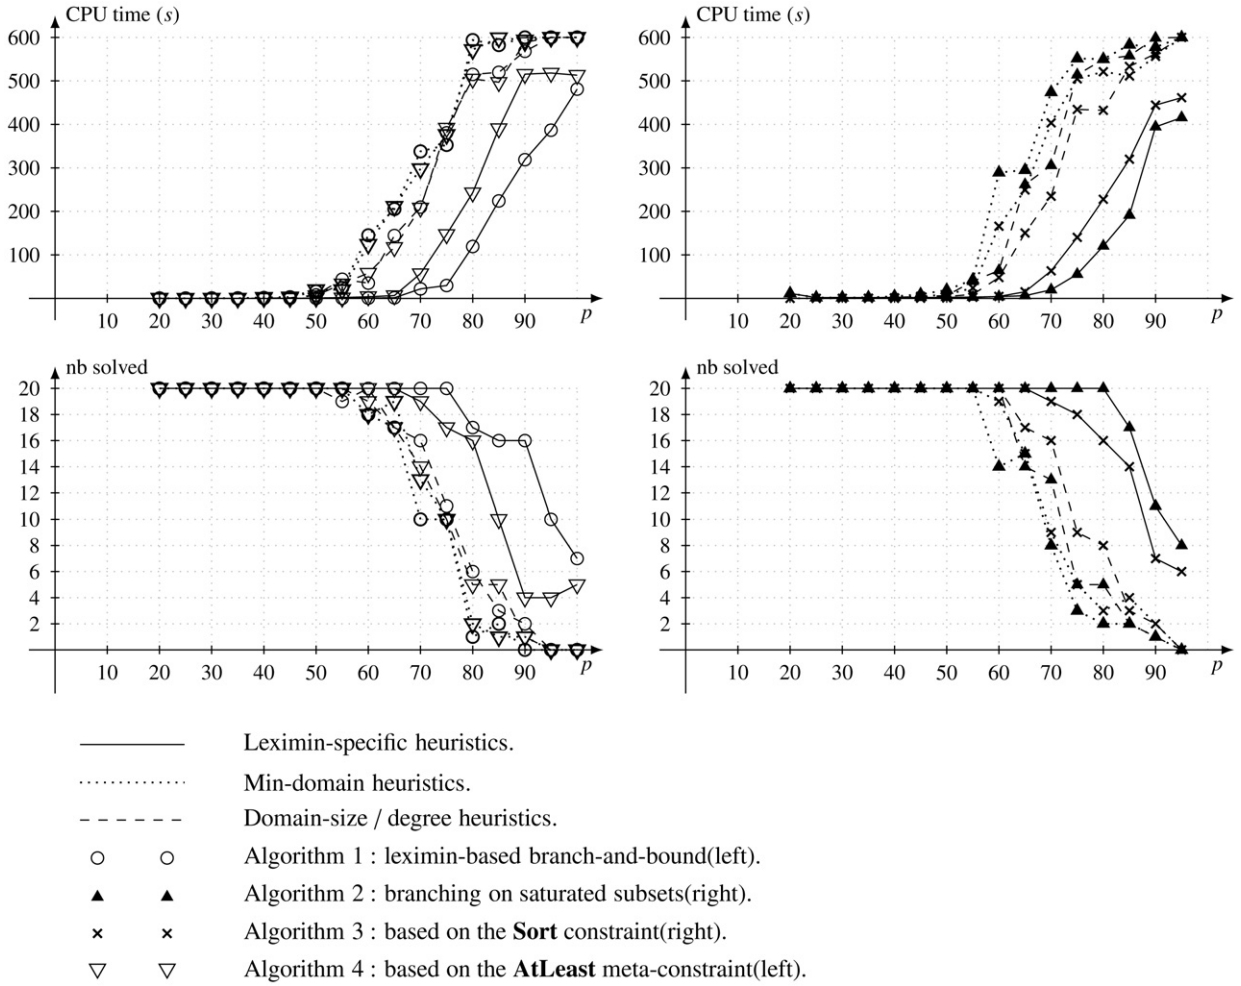 CPU time (s)
600
500
400
300
200
100
10 20 30 40 50 60 70 80 90 p
CPU time (s)
600
500
400
300
200
100
10 20 30 40 50 60 70 80 90 p
nb solved
20
18
16
14
12
10
8
6
4
2
10 20 30 40 50 60 70 80 90 p
nb solved
20
18
16
14
12
10
8
6
4
2
10 20 30 40 50 60 70 80 90 p
Leximin-specific heuristics.
Min-domain heuristics.
Domain-size / degree heuristics.
Algorithm 1 : leximin-based branch-and-bound(left).
Algorithm 2 : branching on saturated subsets(right).
Algorithm 3 : based on the Sort constraint(right).
Algorithm 4 : based on the AtLeast meta-constraint(left).